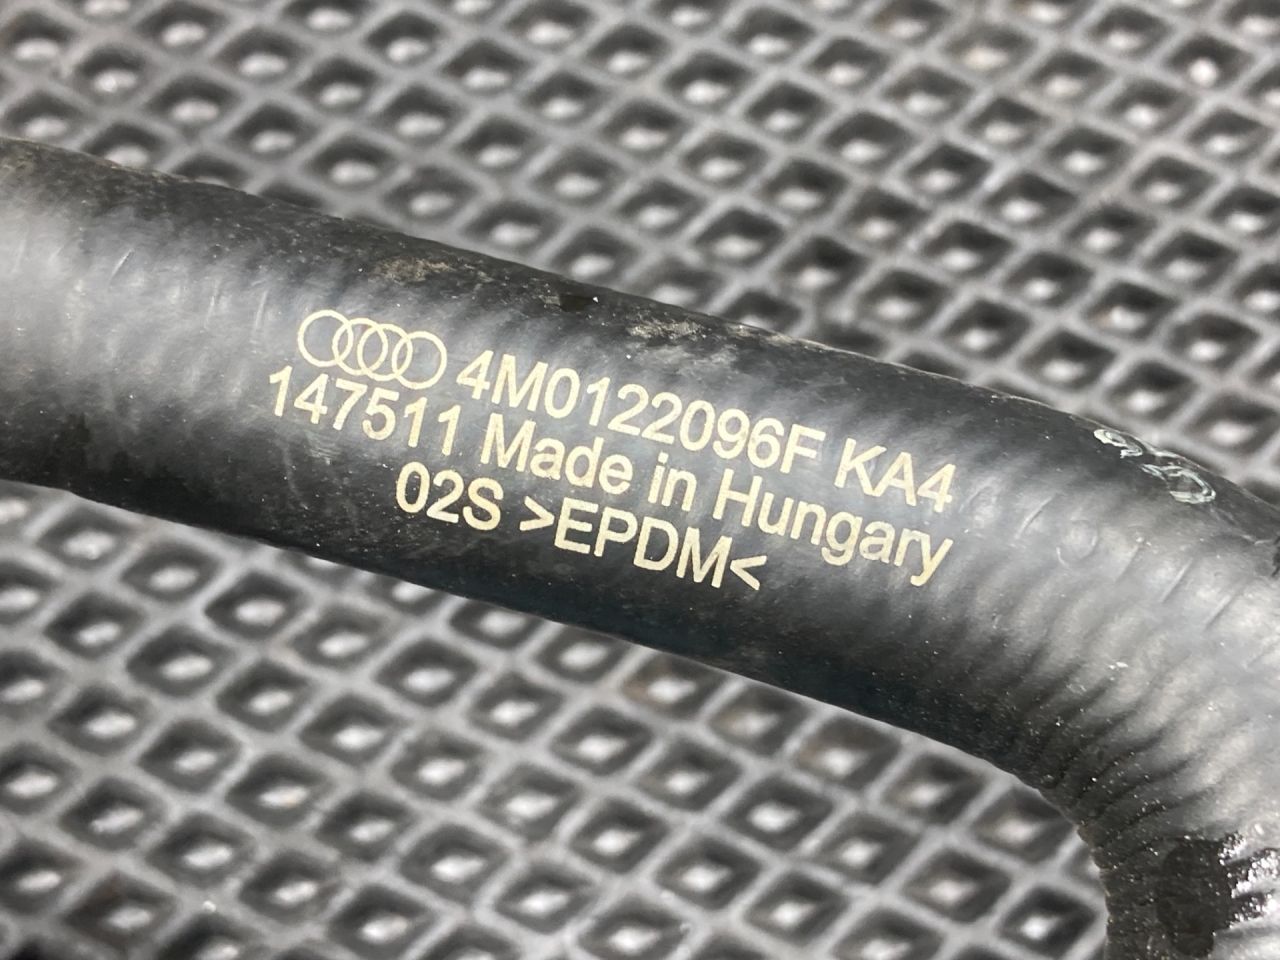 4M0122096F KA4
147511 Made in Hungary
02S >EPDM<